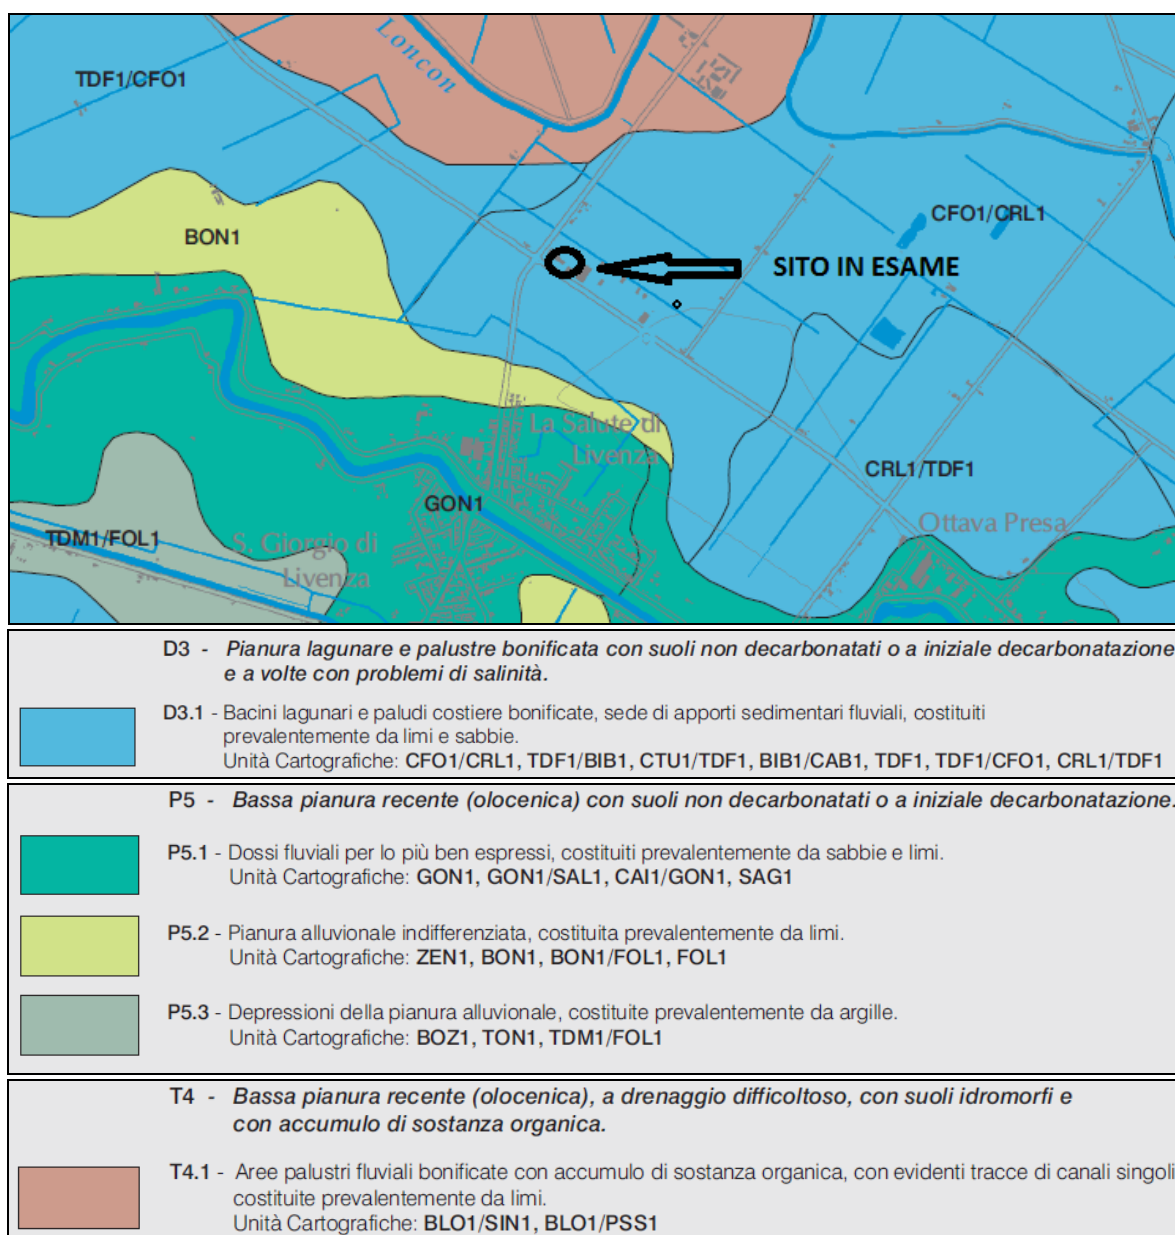 Loncon
TDF1/CFO1
CFO1/CRL1
BON1
SITO IN ESAME
La Salute di
Livenza
CRL1/TDF1
GON1
Ottava Presa
TDM1/FOL1
S. Giorgio di
Livenza
D3 - Pianura lagunare e palustre bonificata con suoli non decarbonatati o a iniziale decarbonatazione
e a volte con problemi di salinità.
D3.1 - Bacini lagunari e paludi costiere bonificate, sede di apporti sedimentari fluviali, costituiti
prevalentemente da limi e sabbie.
Unità Cartografiche: CFO1/CRL1, TDF1/BIB1, CTU1/TDF1, BIB1/CAB1, TDF1, TDF1/CFO1, CRL1/TDF1
P5 - Bassa pianura recente (olocenica) con suoli non decarbonatati o a iniziale decarbonatazione.
P5.1 - Dossi fluviali per lo più ben espressi, costituiti prevalentemente da sabbie e limi.
Unità Cartografiche: GON1, GON1/SAL1, CAI1/GON1, SAG1
P5.2 - Pianura alluvionale indifferenziata, costituita prevalentemente da limi.
Unità Cartografiche: ZEN1, BON1, BON1/FOL1, FOL1
P5.3 - Depressioni della pianura alluvionale, costituite prevalentemente da argille.
Unità Cartografiche: BOZ1, TON1, TDM1/FOL1
T4 - Bassa pianura recente (olocenica), a drenaggio difficoltoso, con suoli idromorfi e
con accumulo di sostanza organica.
T4.1 - Aree palustri fluviali bonificate con accumulo di sostanza organica, con evidenti tracce di canali singoli
costituite prevalentemente da limi.
Unità Cartografiche: BLO1/SIN1, BLO1/PSS1